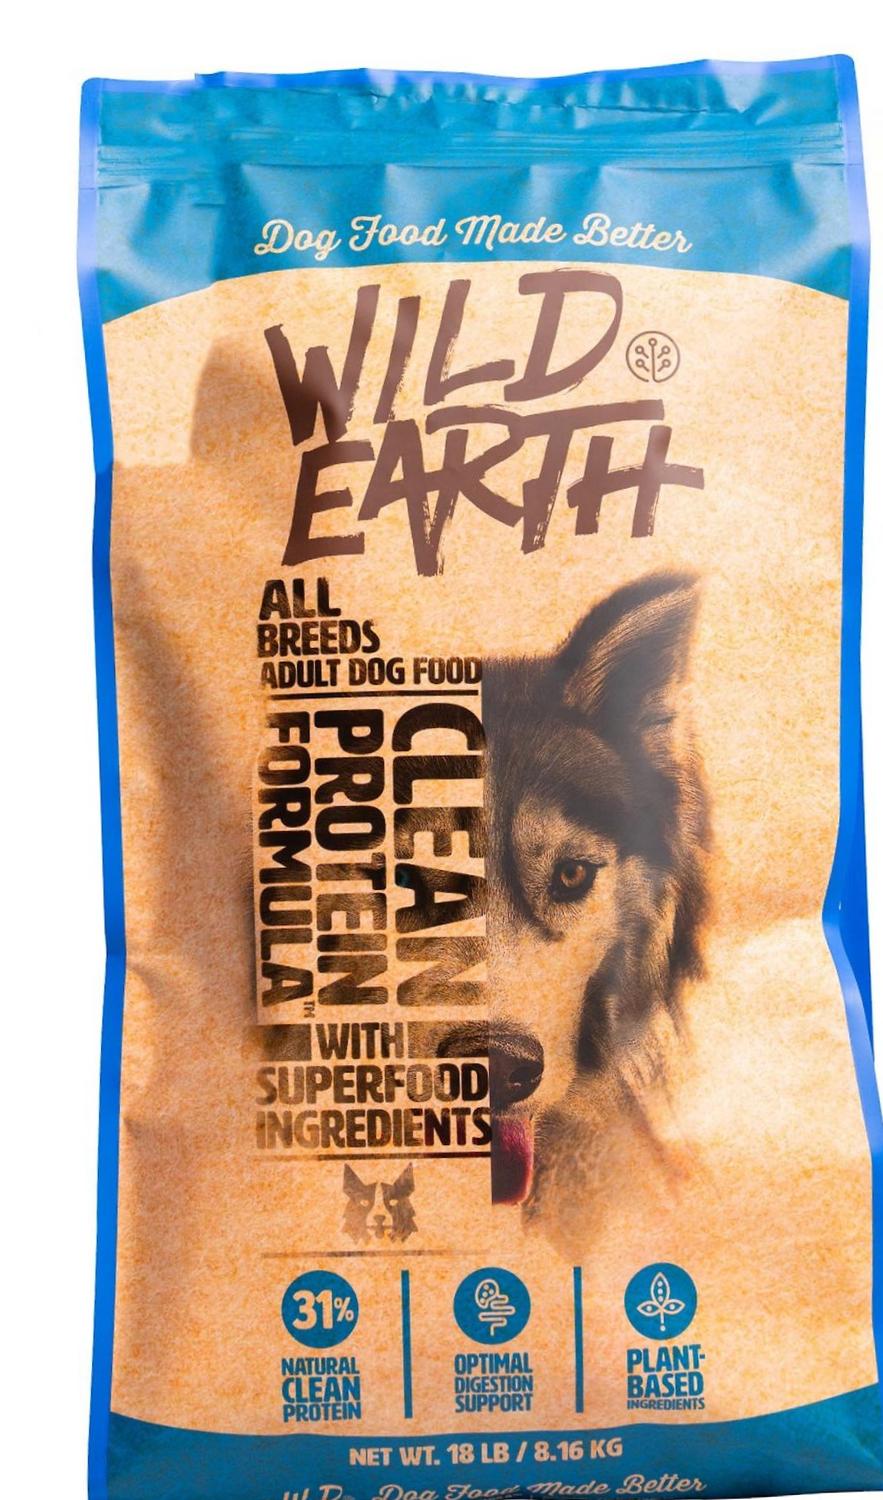 Dog Food Made Better
WILD
EARTH
ALL
BREEDS
ADULT DOG FOOD
CLEAN
PROTEIN
FORMULA™
WITH
SUPERFOOD
INGREDIENTS
31%
NATURAL
CLEAN
PROTEIN
OPTIMAL
DIGESTION
SUPPORT
PLANT-
BASED
INGREDIENTS
NET WT. 18 LB / 8.16 KG
Dog Food Made Better